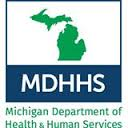 MDHHS
Michigan Department of
Health & Human Services